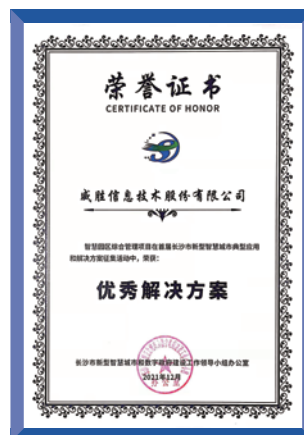 荣誉证书
CERTIFICATE OF HONOR
威胜信息技术股份有限公司
智慧园区综合管理项目在首届长沙市新型智慧城市典型应用
和解决方案征集活动中，荣获：
优秀解决方案
长沙市新型智慧城市和数字政府建设工作领导小组办公室
2021年12月